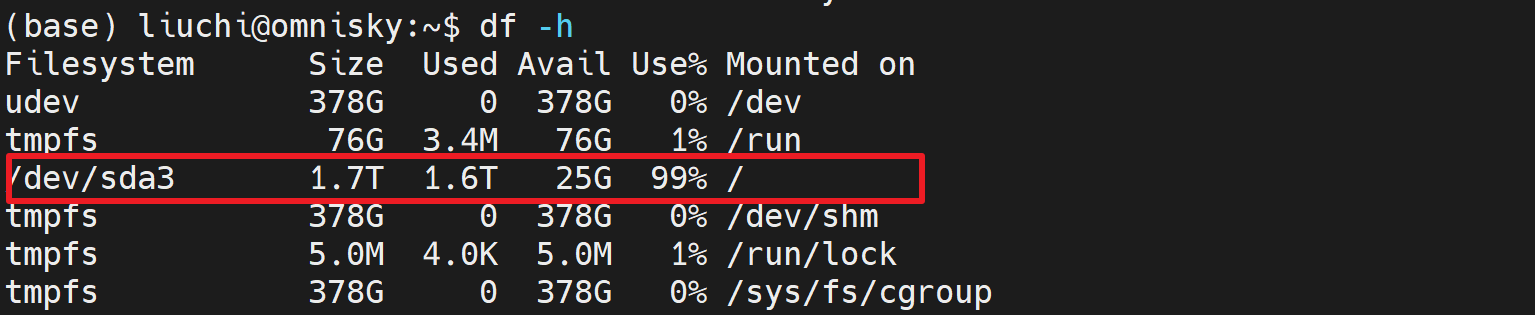 (base) liuchi@omnisky:~$ df -h
Filesystem      Size  Used Avail Use% Mounted on
udev            378G     0  378G   0% /dev
tmpfs            76G  3.4M   76G   1% /run
/dev/sda3       1.7T  1.6T   25G  99% /
tmpfs           378G     0  378G   0% /dev/shm
tmpfs           5.0M  4.0K  5.0M   1% /run/lock
tmpfs           378G     0  378G   0% /sys/fs/cgroup